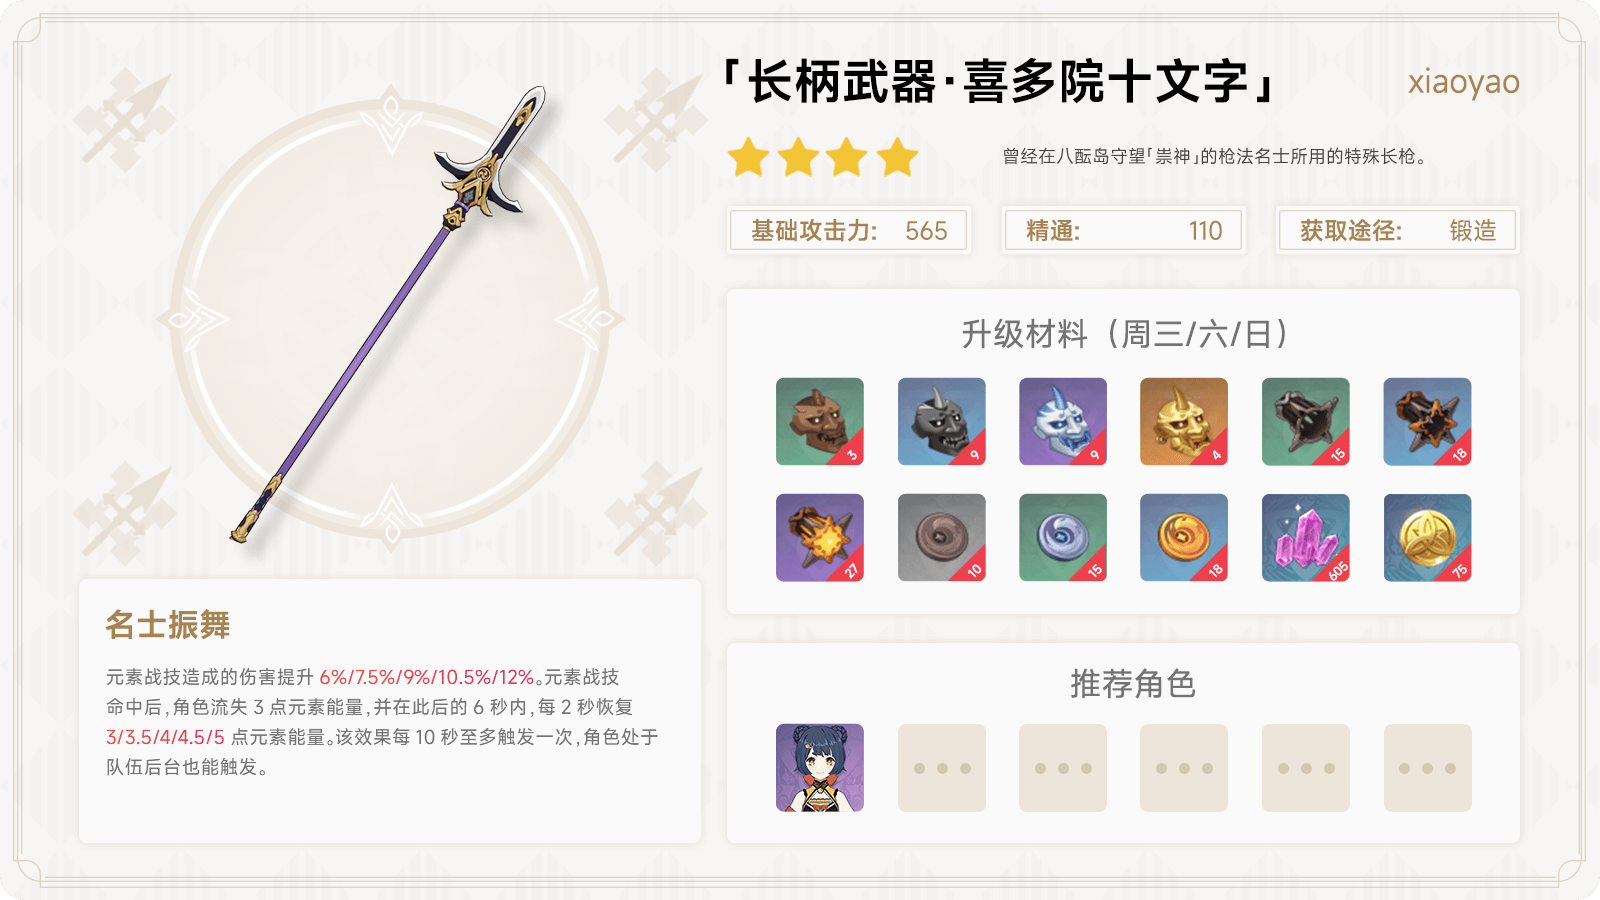 「长柄武器·喜多院十文字」
xiaoyao
曾经在八酝岛守望「祟神」的枪法名士所用的特殊长枪。
基础攻击力: 565
精通: 110
获取途径: 锻造
升级材料（周三/六/日）
3 9 9 4 15 18
27 10 15 18 605 75
名士振舞
元素战技造成的伤害提升 6%/7.5%/9%/10.5%/12%。元素战技
命中后,角色流失 3 点元素能量,并在此后的 6 秒内,每 2 秒恢复
3/3.5/4/4.5/5 点元素能量。该效果每 10 秒至多触发一次,角色处于
队伍后台也能触发。
推荐角色